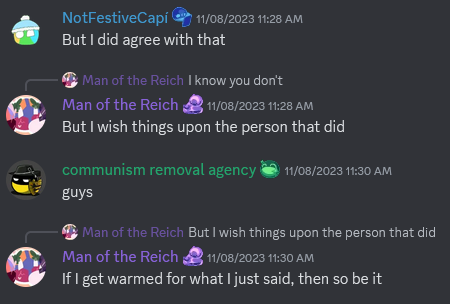 NotFestiveCapí 11/08/2023 11:28 AM
But I did agree with that
Man of the Reich I know you don't
Man of the Reich 11/08/2023 11:28 AM
But I wish things upon the person that did
communism removal agency 11/08/2023 11:30 AM
guys
Man of the Reich But I wish things upon the person that did
Man of the Reich 11/08/2023 11:30 AM
If I get warmed for what I just said, then so be it